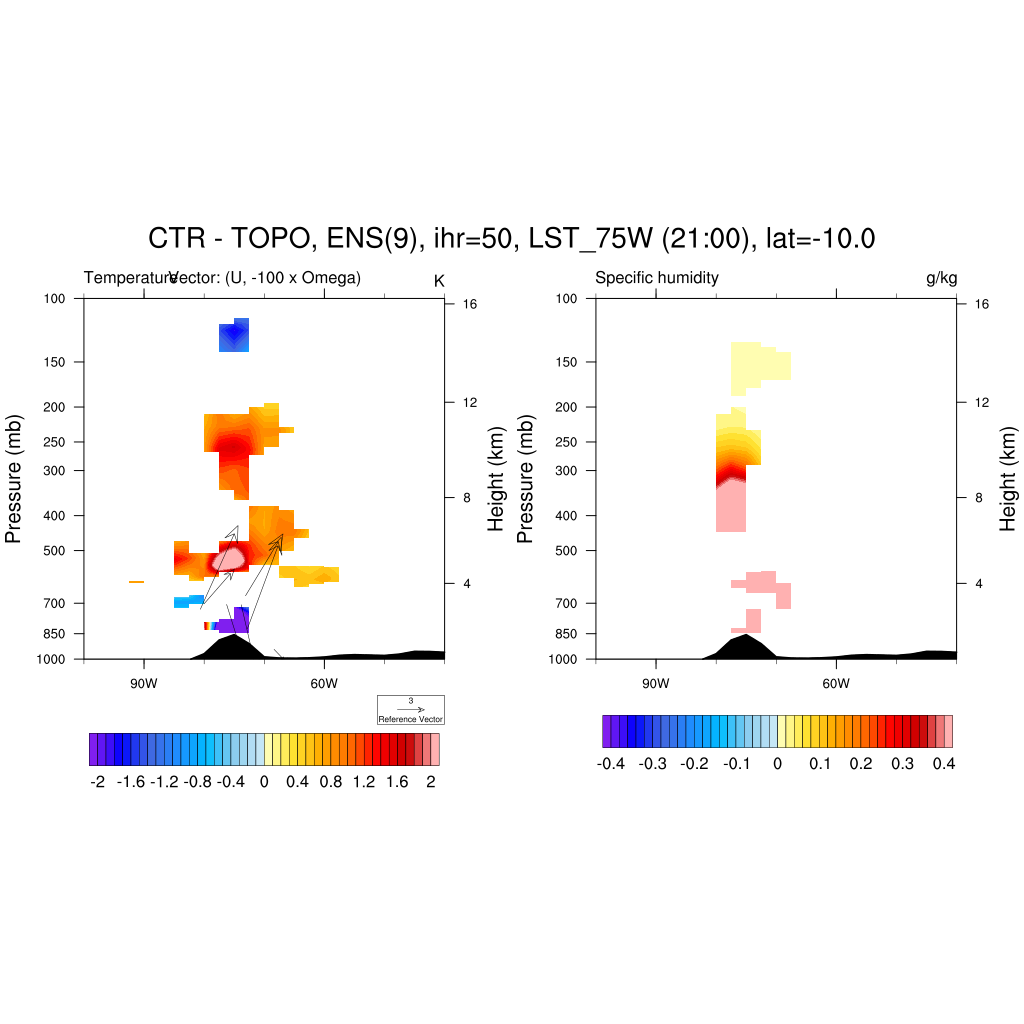 CTR - TOPO, ENS(9), ihr=50, LST_75W (21:00), lat=-10.0
Temperature
Vector: (U, -100 x Omega)
K
Pressure (mb)
100
150
200
250
300
400
500
700
850
1000
16
12
8
4
Height (km)
90W
60W
3
Reference Vector
-2 -1.6 -1.2 -0.8 -0.4 0 0.4 0.8 1.2 1.6 2
Specific humidity
g/kg
Pressure (mb)
100
150
200
250
300
400
500
700
850
1000
16
12
8
4
Height (km)
90W
60W
-0.4 -0.3 -0.2 -0.1 0 0.1 0.2 0.3 0.4